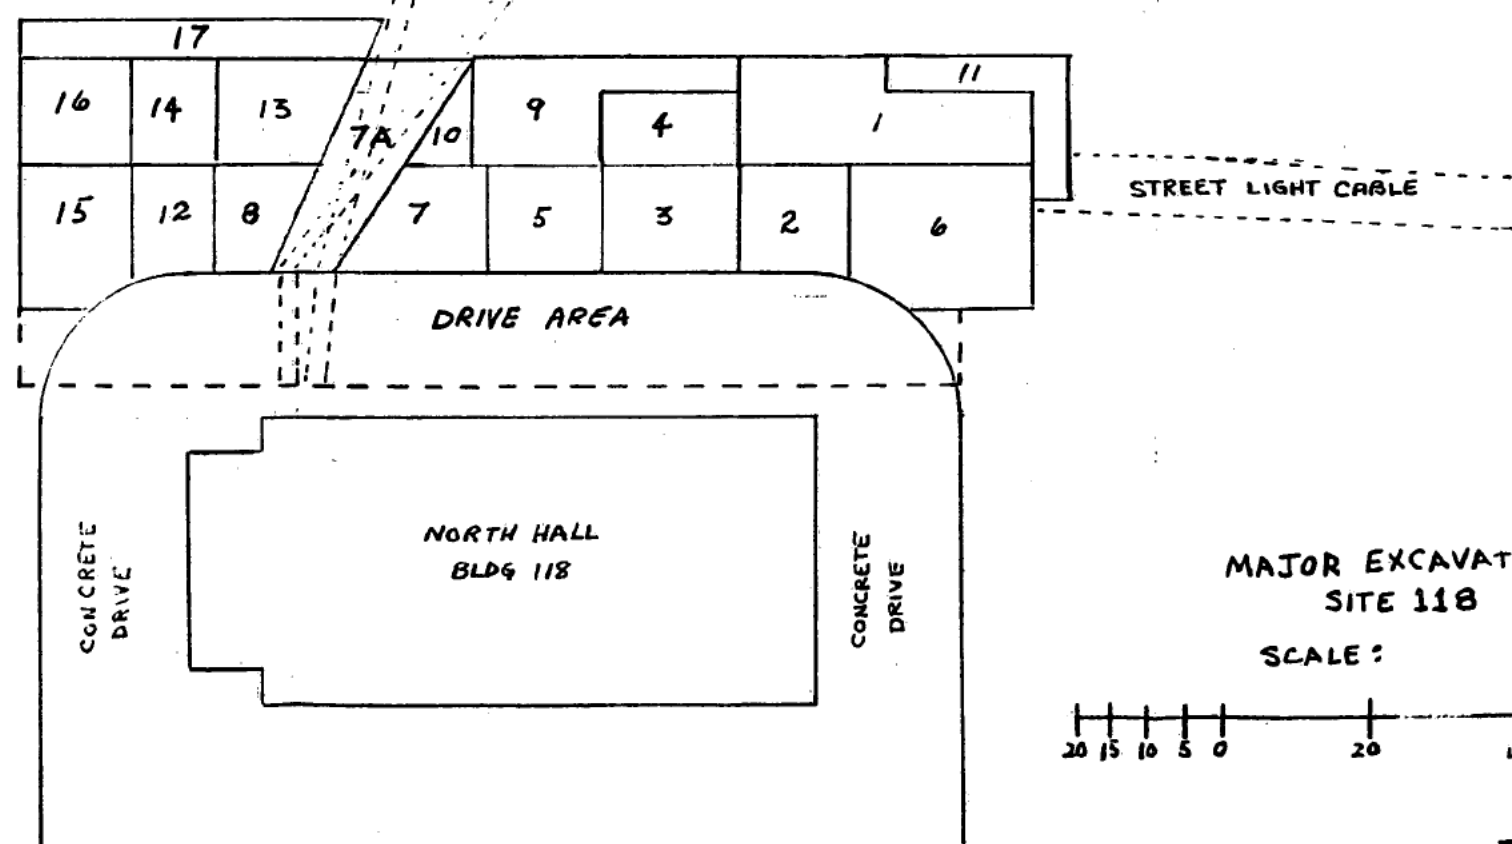 17
16 14 13 7A 10 9 4 1 11
STREET LIGHT CABLE
15 12 8 7 5 3 2 6
DRIVE AREA
NORTH HALL
BLDG 118
CONCRETE
DRIVE
CONCRETE
DRIVE
MAJOR EXCAVAT
SITE 118
SCALE:
20 15 10 5 0 20